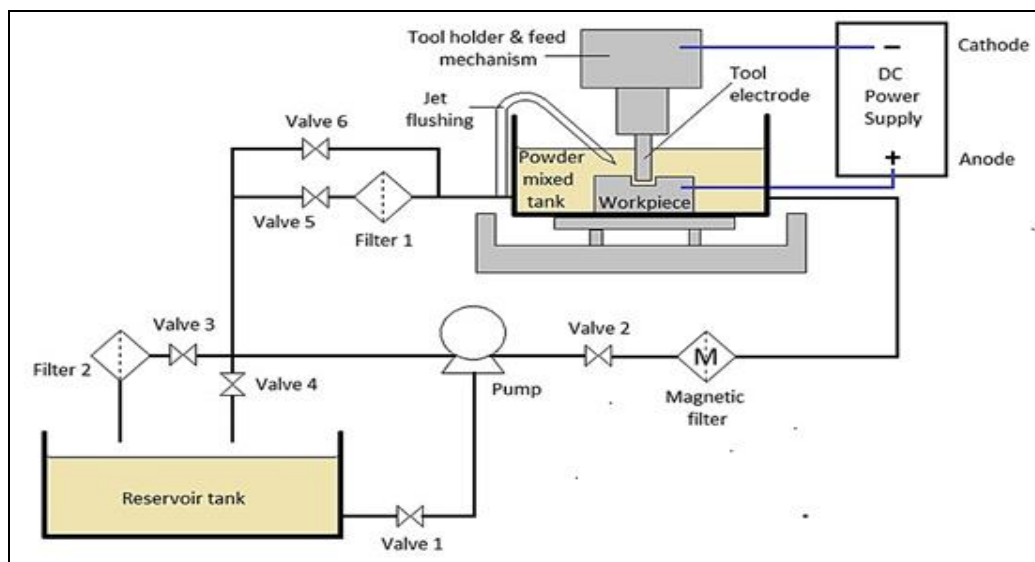 Tool holder & feed
mechanism
−
Cathode
DC
Power
Supply
+
Anode
Tool
electrode
Jet
flushing
Valve 6
Powder
mixed
tank
Workpiece
Valve 5
Filter 1
Valve 3
Filter 2
Valve 4
Pump
Valve 2
M
Magnetic
filter
Reservoir tank
Valve 1